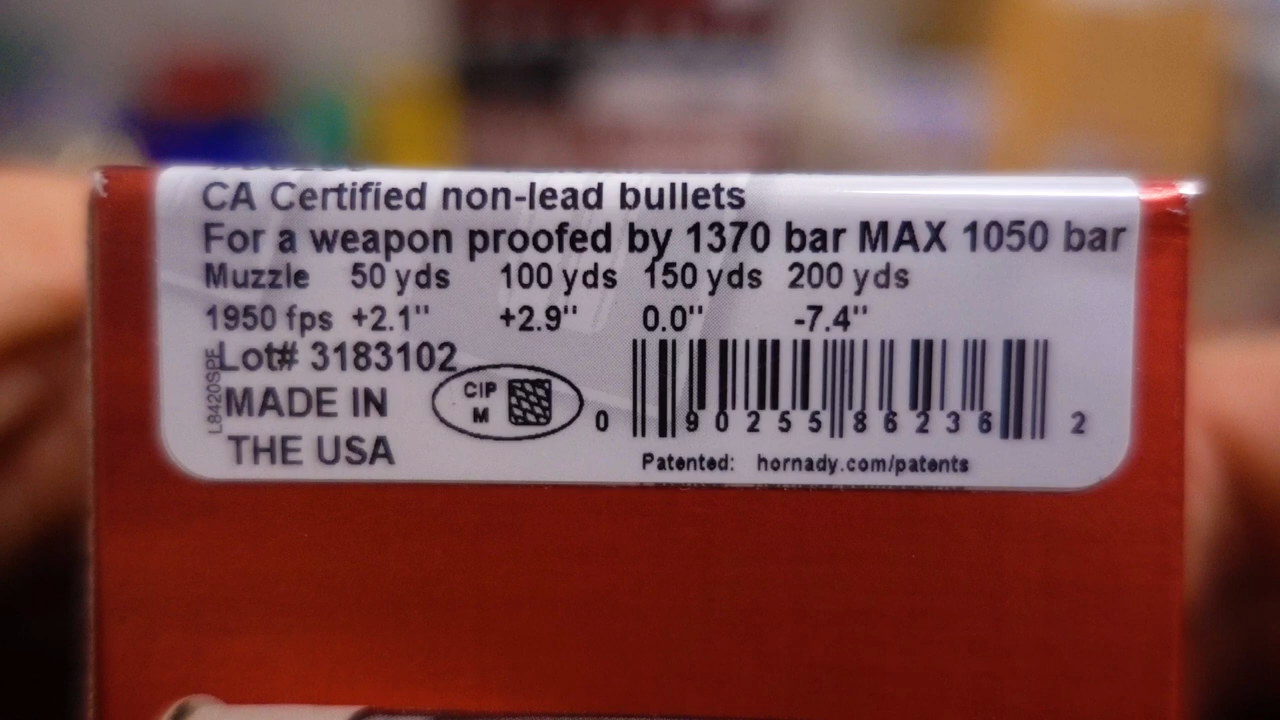 CA Certified non-lead bullets
For a weapon proofed by 1370 bar MAX 1050 bar
Muzzle 50 yds 100 yds 150 yds 200 yds
1950 fps +2.1" +2.9" 0.0" -7.4"
Lot# 3183102
L8420SPF
MADE IN
THE USA
CIP
M
0 90255 86236 2
Patented: hornady.com/patents